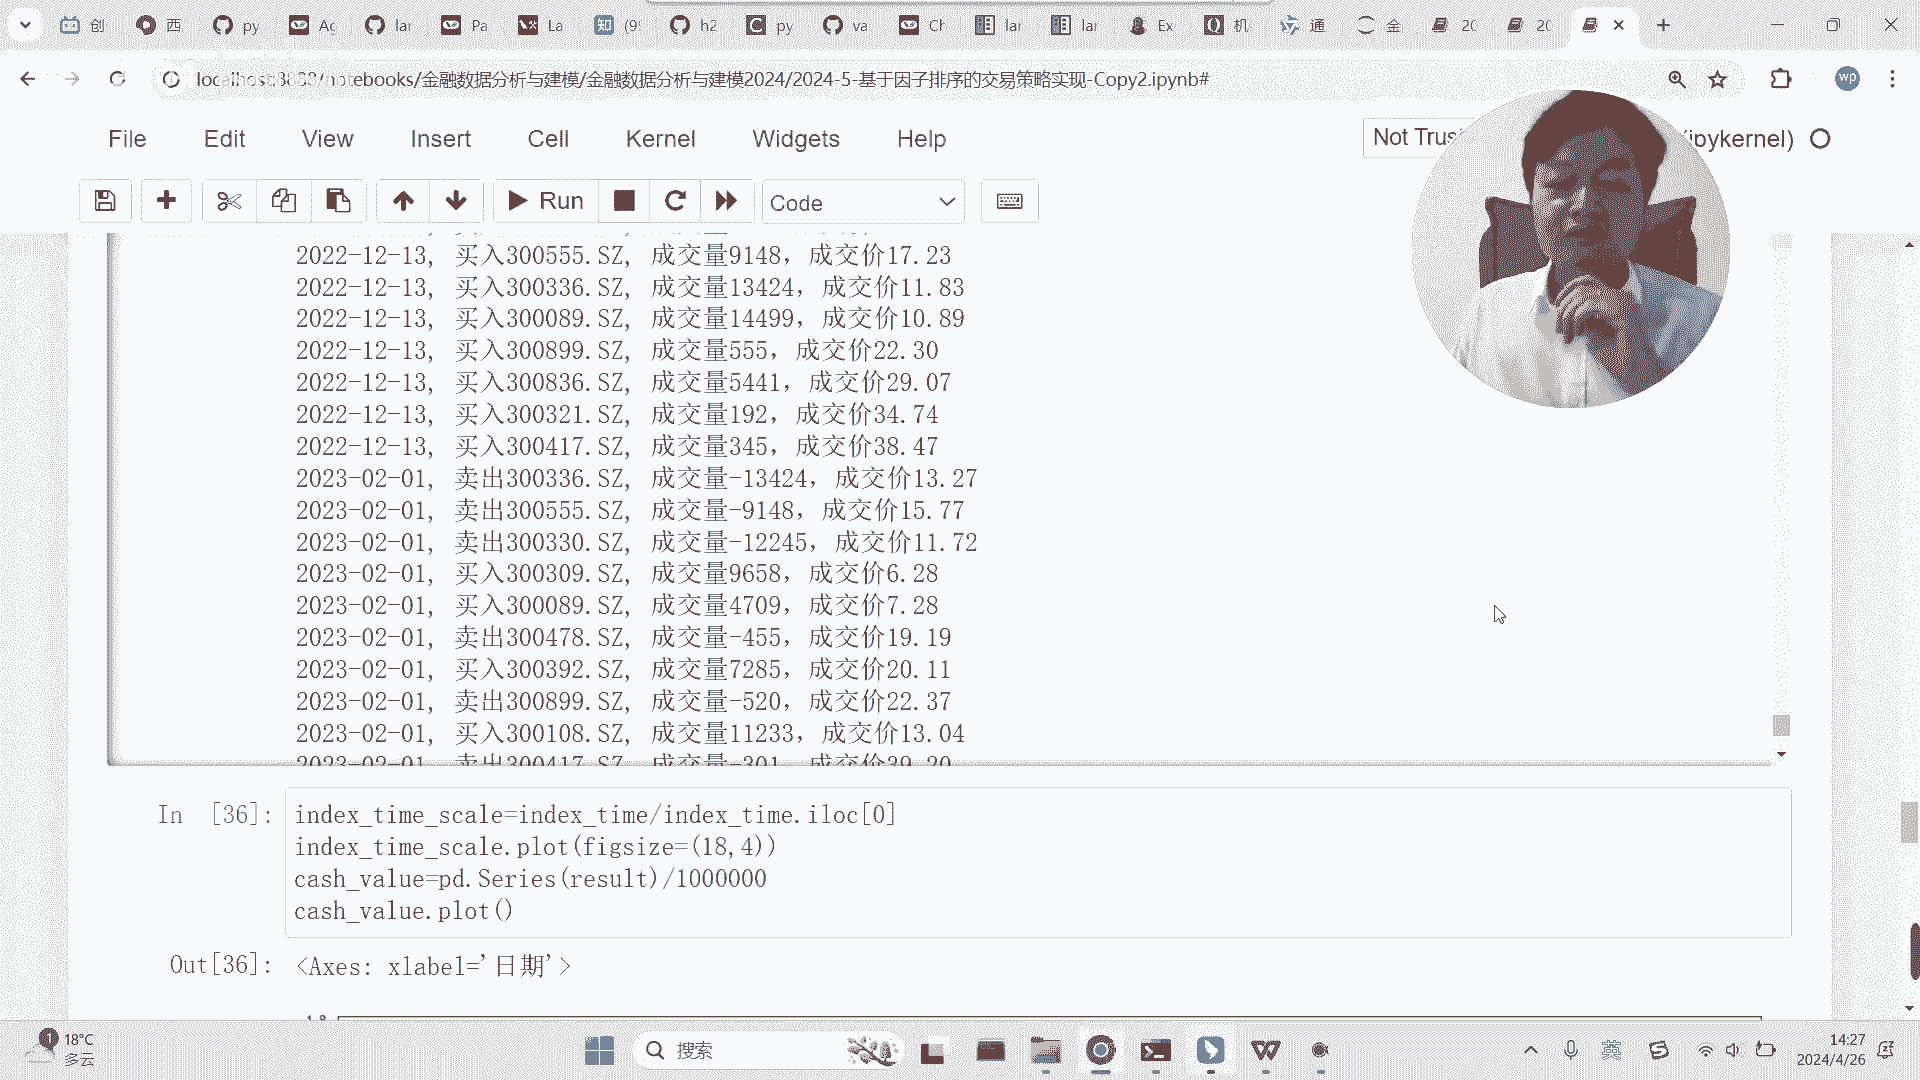 创
西
py
Ag
lar
Pa
La
(9
h2
py
va
Ch
lar
lar
Ex
机
通
金
20
20
localhost:8888/notebooks/金融数据分析与建模/金融数据分析与建模2024/2024-5-基于因子排序的交易策略实现-Copy2.ipynb#
wp
File Edit View Insert Cell Kernel Widgets Help
Not Trus
(ipykernel)
Run
Code
2022-12-13, 买入300555.SZ, 成交量9148, 成交价17.23
2022-12-13, 买入300336.SZ, 成交量13424, 成交价11.83
2022-12-13, 买入300089.SZ, 成交量14499, 成交价10.89
2022-12-13, 买入300899.SZ, 成交量555, 成交价22.30
2022-12-13, 买入300836.SZ, 成交量5441, 成交价29.07
2022-12-13, 买入300321.SZ, 成交量192, 成交价34.74
2022-12-13, 买入300417.SZ, 成交量345, 成交价38.47
2023-02-01, 卖出300336.SZ, 成交量-13424, 成交价13.27
2023-02-01, 卖出300555.SZ, 成交量-9148, 成交价15.77
2023-02-01, 卖出300330.SZ, 成交量-12245, 成交价11.72
2023-02-01, 买入300309.SZ, 成交量9658, 成交价6.28
2023-02-01, 买入300089.SZ, 成交量4709, 成交价7.28
2023-02-01, 卖出300478.SZ, 成交量-455, 成交价19.19
2023-02-01, 买入300392.SZ, 成交量7285, 成交价20.11
2023-02-01, 卖出300899.SZ, 成交量-520, 成交价22.37
2023-02-01, 买入300108.SZ, 成交量11233, 成交价13.04
2023-02-01, 卖出300417.SZ, 成交量-301, 成交价39.20
In [36]:
index_time_scale=index_time/index_time.iloc[0]
index_time_scale.plot(figsize=(18,4))
cash_value=pd.Series(result)/1000000
cash_value.plot()
Out[36]: <Axes: xlabel='日期'>
1
18°C
多云
搜索
英
14:27
2024/4/26